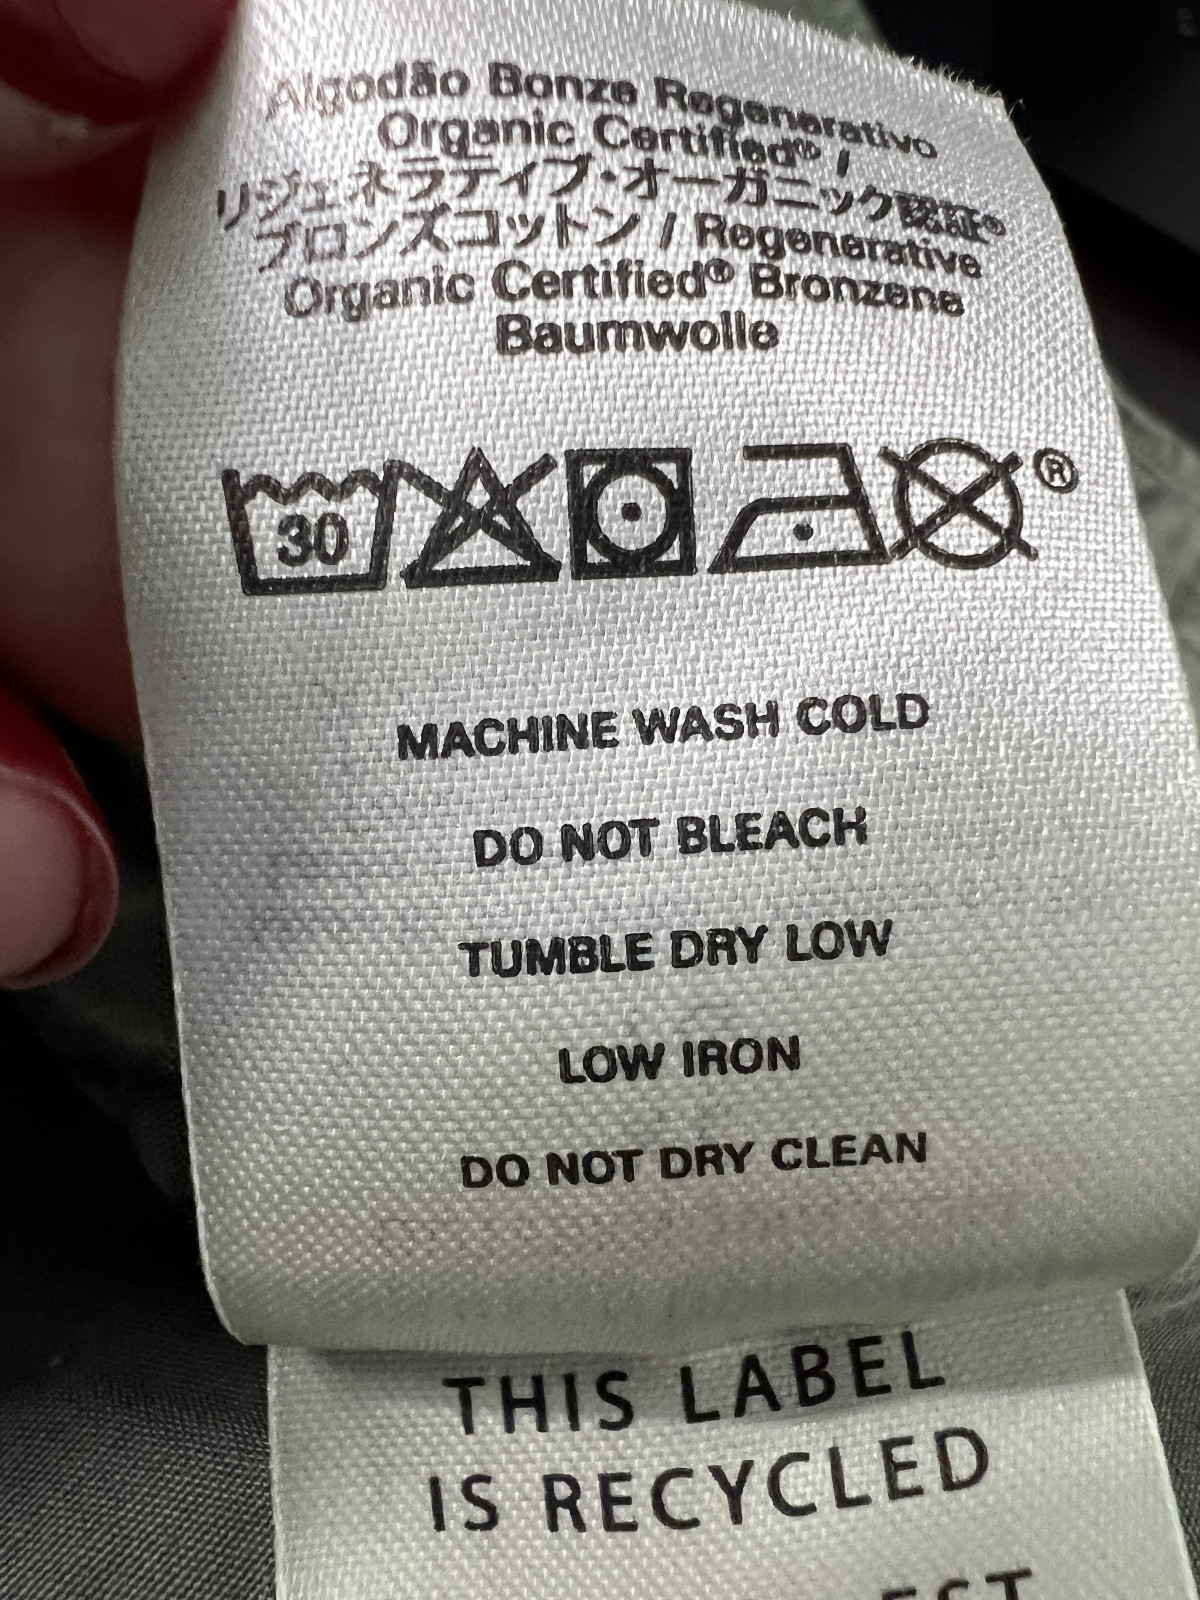 Algodão Bonze Regenerativo
Organic Certified® /
リジェネラティブ・オーガニック認証®
ブロンズコットン / Regenerative
Organic Certified® Bronzene
Baumwolle
30 ®
MACHINE WASH COLD
DO NOT BLEACH
TUMBLE DRY LOW
LOW IRON
DO NOT DRY CLEAN
THIS LABEL
IS RECYCLED